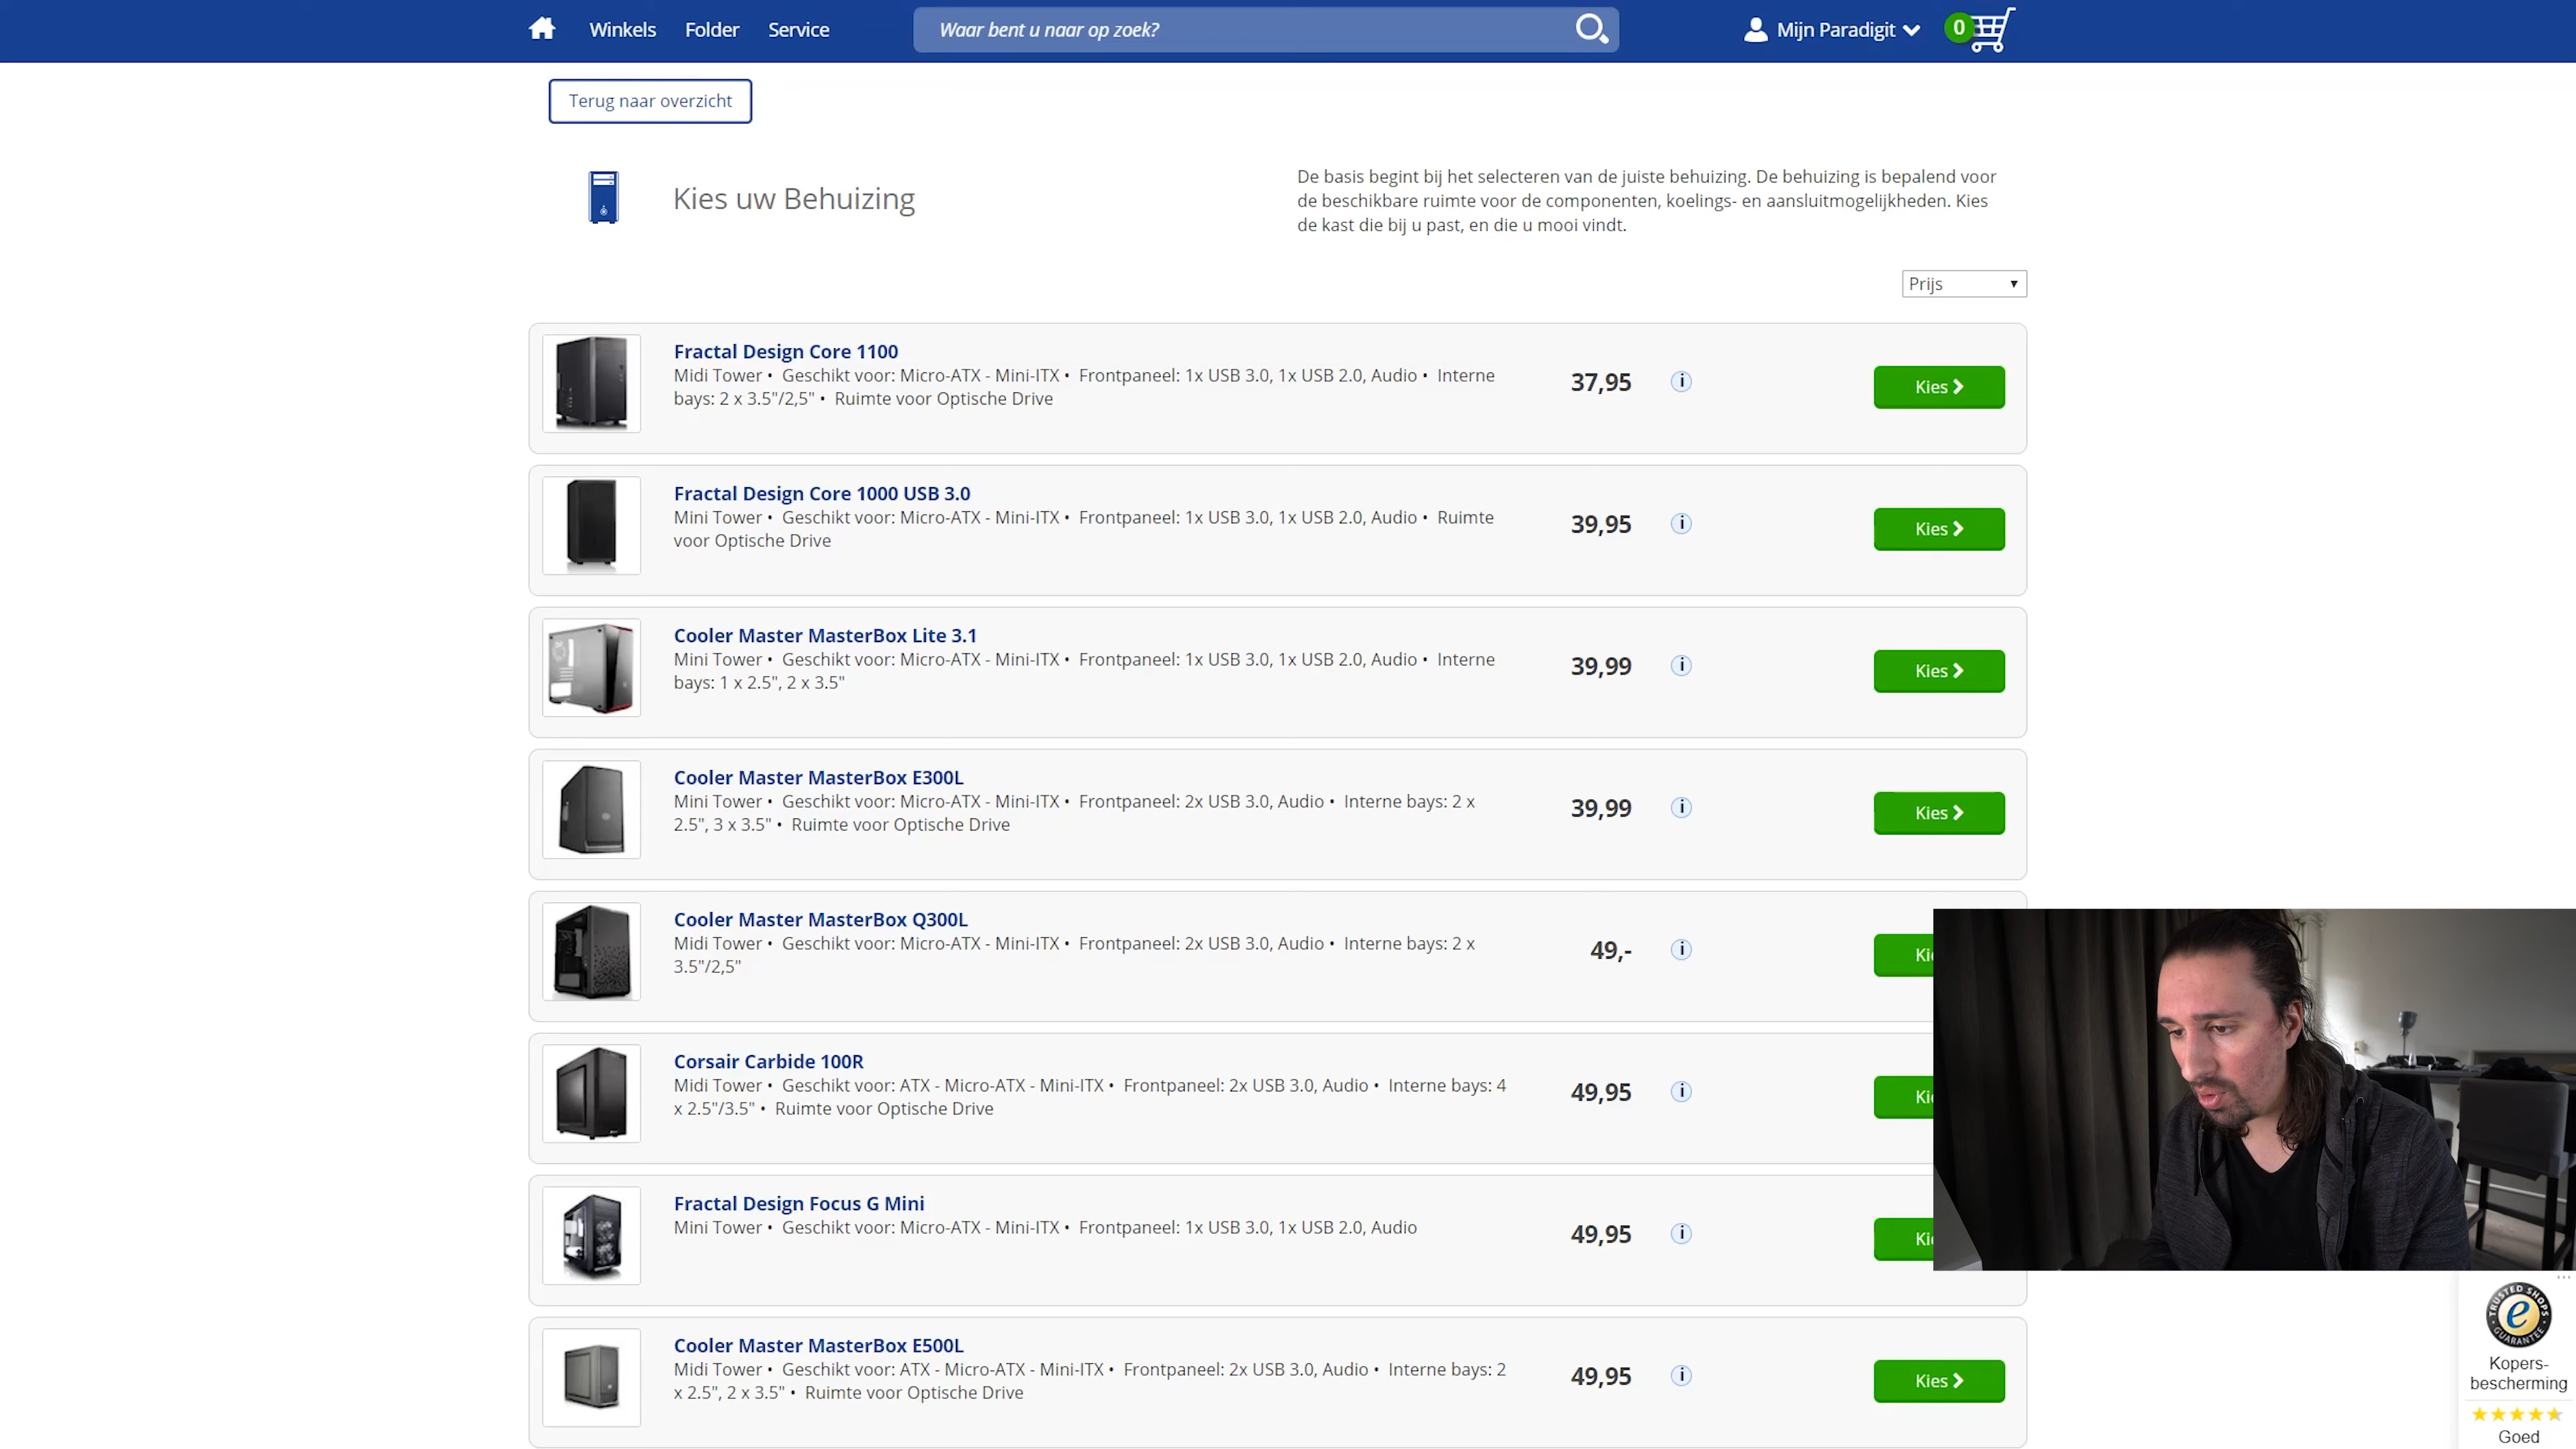 Winkels Folder Service Waar bent u naar op zoek? Mijn Paradigit 0
Terug naar overzicht
Kies uw Behuizing
De basis begint bij het selecteren van de juiste behuizing. De behuizing is bepalend voor
de beschikbare ruimte voor de componenten, koelings- en aansluitmogelijkheden. Kies
de kast die bij u past, en die u mooi vindt.
Prijs
Fractal Design Core 1100
Midi Tower • Geschikt voor: Micro-ATX - Mini-ITX • Frontpaneel: 1x USB 3.0, 1x USB 2.0, Audio • Interne
bays: 2 x 3.5"/2,5" • Ruimte voor Optische Drive
37,95 i Kies
Fractal Design Core 1000 USB 3.0
Mini Tower • Geschikt voor: Micro-ATX - Mini-ITX • Frontpaneel: 1x USB 3.0, 1x USB 2.0, Audio • Ruimte
voor Optische Drive
39,95 i Kies
Cooler Master MasterBox Lite 3.1
Mini Tower • Geschikt voor: Micro-ATX - Mini-ITX • Frontpaneel: 1x USB 3.0, 1x USB 2.0, Audio • Interne
bays: 1 x 2.5", 2 x 3.5"
39,99 i Kies
Cooler Master MasterBox E300L
Mini Tower • Geschikt voor: Micro-ATX - Mini-ITX • Frontpaneel: 2x USB 3.0, Audio • Interne bays: 2 x
2.5", 3 x 3.5" • Ruimte voor Optische Drive
39,99 i Kies
Cooler Master MasterBox Q300L
Midi Tower • Geschikt voor: Micro-ATX - Mini-ITX • Frontpaneel: 2x USB 3.0, Audio • Interne bays: 2 x
3.5"/2,5"
49,- i
Corsair Carbide 100R
Midi Tower • Geschikt voor: ATX - Micro-ATX - Mini-ITX • Frontpaneel: 2x USB 3.0, Audio • Interne bays: 4
x 2.5"/3.5" • Ruimte voor Optische Drive
49,95 i
Fractal Design Focus G Mini
Mini Tower • Geschikt voor: Micro-ATX - Mini-ITX • Frontpaneel: 1x USB 3.0, 1x USB 2.0, Audio
49,95 i
Cooler Master MasterBox E500L
Midi Tower • Geschikt voor: ATX - Micro-ATX - Mini-ITX • Frontpaneel: 2x USB 3.0, Audio • Interne bays: 2
x 2.5", 2 x 3.5" • Ruimte voor Optische Drive
49,95 i Kies
TRUSTED SHOPS
e
GUARANTEE
Kopers-
bescherming
Goed